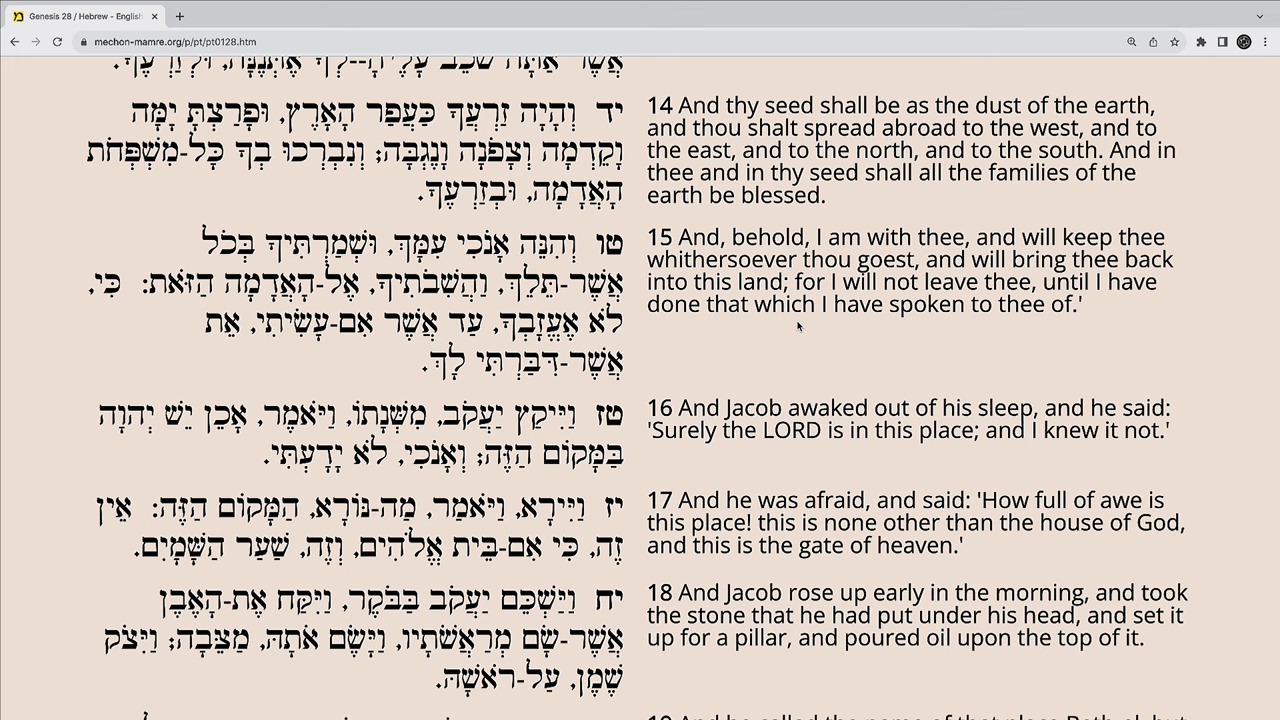 Genesis 28 / Hebrew - English
mechon-mamre.org/p/pt/pt0128.htm
יד וְהָיָה זַרְעֲךָ כַּעֲפַר הָאָרֶץ, וּפָרַצְתָּ יָמָּה
וָקֵדְמָה וְצָפֹנָה וָנֶגְבָּה; וְנִבְרְכוּ בְךָ כָּל-מִשְׁפְּחֹת
הָאֲדָמָה, וּבְזַרְעֶךָ.
14 And thy seed shall be as the dust of the earth,
and thou shalt spread abroad to the west, and to
the east, and to the north, and to the south. And in
thee and in thy seed shall all the families of the
earth be blessed.
טו וְהִנֵּה אָנֹכִי עִמָּךְ, וּשְׁמַרְתִּיךָ בְּכֹל
אֲשֶׁר-תֵּלֵךְ, וַהֲשִׁבֹתִיךָ, אֶל-הָאֲדָמָה הַזֹּאת: כִּי,
לֹא אֶעֱזָבְךָ, עַד אֲשֶׁר אִם-עָשִׂיתִי, אֵת
אֲשֶׁר-דִּבַּרְתִּי לָךְ.
15 And, behold, I am with thee, and will keep thee
whithersoever thou goest, and will bring thee back
into this land; for I will not leave thee, until I have
done that which I have spoken to thee of.'
טז וַיִּיקַץ יַעֲקֹב, מִשְּׁנָתוֹ, וַיֹּאמֶר, אָכֵן יֵשׁ יְהוָה
בַּמָּקוֹם הַזֶּה; וְאָנֹכִי, לֹא יָדָעְתִּי.
16 And Jacob awaked out of his sleep, and he said:
'Surely the LORD is in this place; and I knew it not.'
יז וַיִּירָא, וַיֹּאמַר, מַה-נּוֹרָא, הַמָּקוֹם הַזֶּה: אֵין
זֶה, כִּי אִם-בֵּית אֱלֹהִים, וְזֶה, שַׁעַר הַשָּׁמָיִם.
17 And he was afraid, and said: 'How full of awe is
this place! this is none other than the house of God,
and this is the gate of heaven.'
יח וַיַּשְׁכֵּם יַעֲקֹב בַּבֹּקֶר, וַיִּקַּח אֶת-הָאֶבֶן
אֲשֶׁר-שָׂם מְרַאֲשֹׁתָיו, וַיָּשֶׂם אֹתָהּ, מַצֵּבָה; וַיִּצֹק
שֶׁמֶן, עַל-רֹאשָׁהּ.
18 And Jacob rose up early in the morning, and took
the stone that he had put under his head, and set it
up for a pillar, and poured oil upon the top of it.